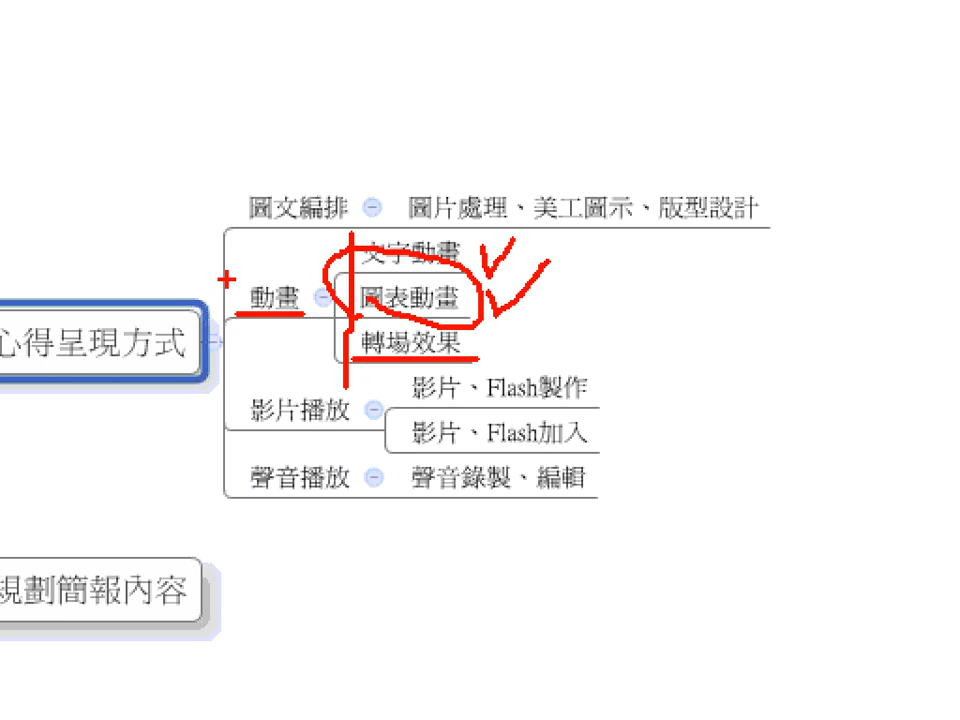 圖文編排 圖片處理、美工圖示、版型設計
文字動畫
動畫 圖表動畫
轉場效果
心得呈現方式
影片、Flash製作
影片播放
影片、Flash加入
聲音播放 聲音錄製、編輯
規劃簡報內容